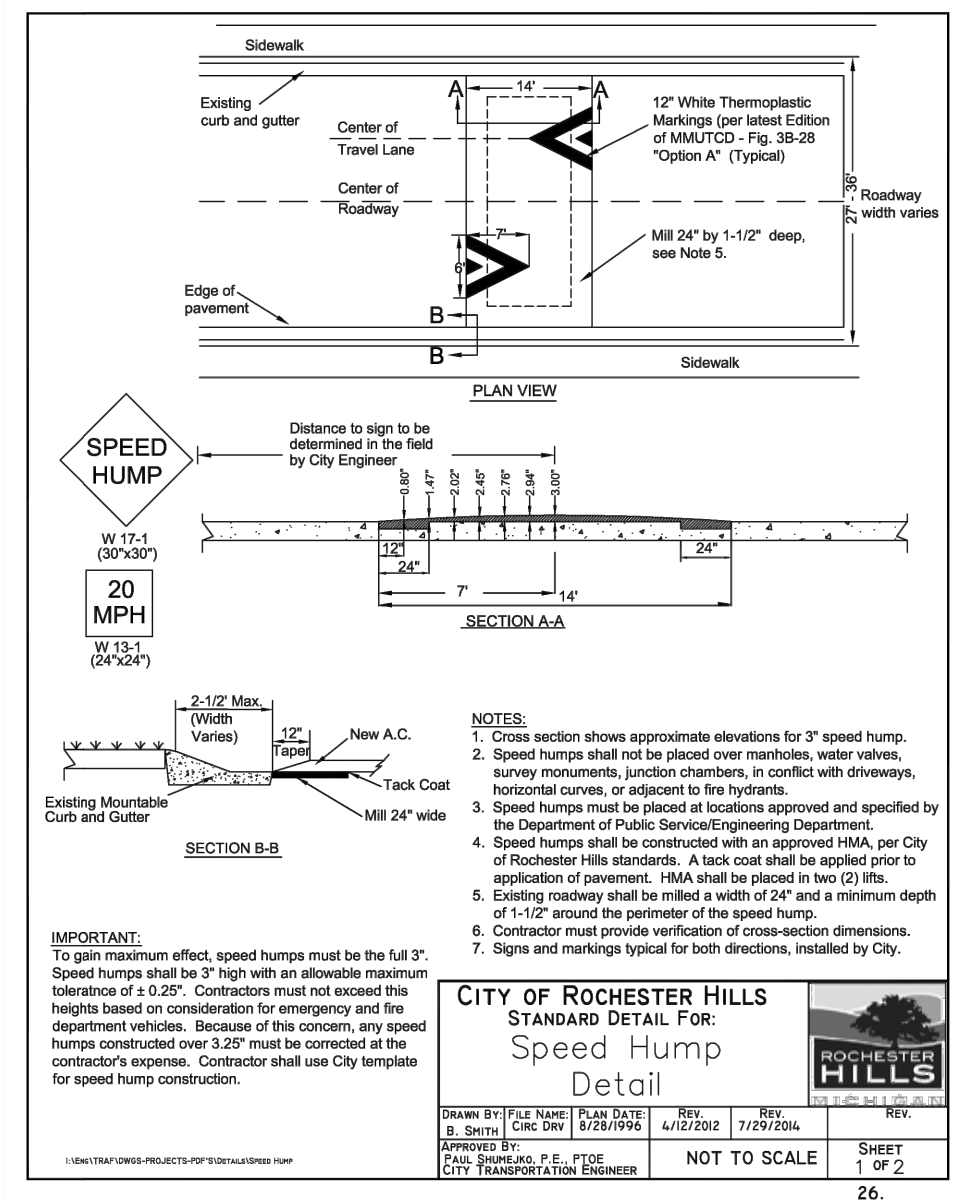 Sidewalk
Existing
curb and gutter
A
14'
A
12" White Thermoplastic
Markings (per latest Edition
of MMUTCD - Fig. 3B-28
"Option A" (Typical)
Center of
Travel Lane
Center of
Roadway
27' - 36'
Roadway
width varies
7'
6'
Mill 24" by 1-1/2" deep,
see Note 5.
Edge of
pavement
B
B
Sidewalk
PLAN VIEW
SPEED
HUMP
W 17-1
(30"x30")
20
MPH
W 13-1
(24"x24")
Distance to sign to be
determined in the field
by City Engineer
0.80"
1.47"
2.02"
2.45"
2.76"
2.94"
3.00"
12"
24"
24"
7'
14'
SECTION A-A
2-1/2' Max.
(Width
Varies)
12"
Taper
New A.C.
Tack Coat
Existing Mountable
Curb and Gutter
Mill 24" wide
SECTION B-B
NOTES:
1. Cross section shows approximate elevations for 3" speed hump.
2. Speed humps shall not be placed over manholes, water valves,
survey monuments, junction chambers, in conflict with driveways,
horizontal curves, or adjacent to fire hydrants.
3. Speed humps must be placed at locations approved and specified by
the Department of Public Service/Engineering Department.
4. Speed humps shall be constructed with an approved HMA, per City
of Rochester Hills standards. A tack coat shall be applied prior to
application of pavement. HMA shall be placed in two (2) lifts.
5. Existing roadway shall be milled a width of 24" and a minimum depth
of 1-1/2" around the perimeter of the speed hump.
6. Contractor must provide verification of cross-section dimensions.
7. Signs and markings typical for both directions, installed by City.
IMPORTANT:
To gain maximum effect, speed humps must be the full 3".
Speed humps shall be 3" high with an allowable maximum
toleratnce of ± 0.25". Contractors must not exceed this
heights based on consideration for emergency and fire
department vehicles. Because of this concern, any speed
humps constructed over 3.25" must be corrected at the
contractor's expense. Contractor shall use City template
for speed hump construction.
I:\ENG\TRAF\DWGS-PROJECTS-PDF'S\DETAILS\SPEED HUMP
CITY OF ROCHESTER HILLS
STANDARD DETAIL FOR:
Speed Hump
Detail
ROCHESTER
HILLS
MICHIGAN
DRAWN BY:
B. SMITH
FILE NAME:
CIRC DRV
PLAN DATE:
8/28/1996
REV.
4/12/2012
REV.
7/29/2014
REV.
APPROVED BY:
PAUL SHUMEJKO, P.E., PTOE
CITY TRANSPORTATION ENGINEER
NOT TO SCALE
SHEET
1 OF 2
26.